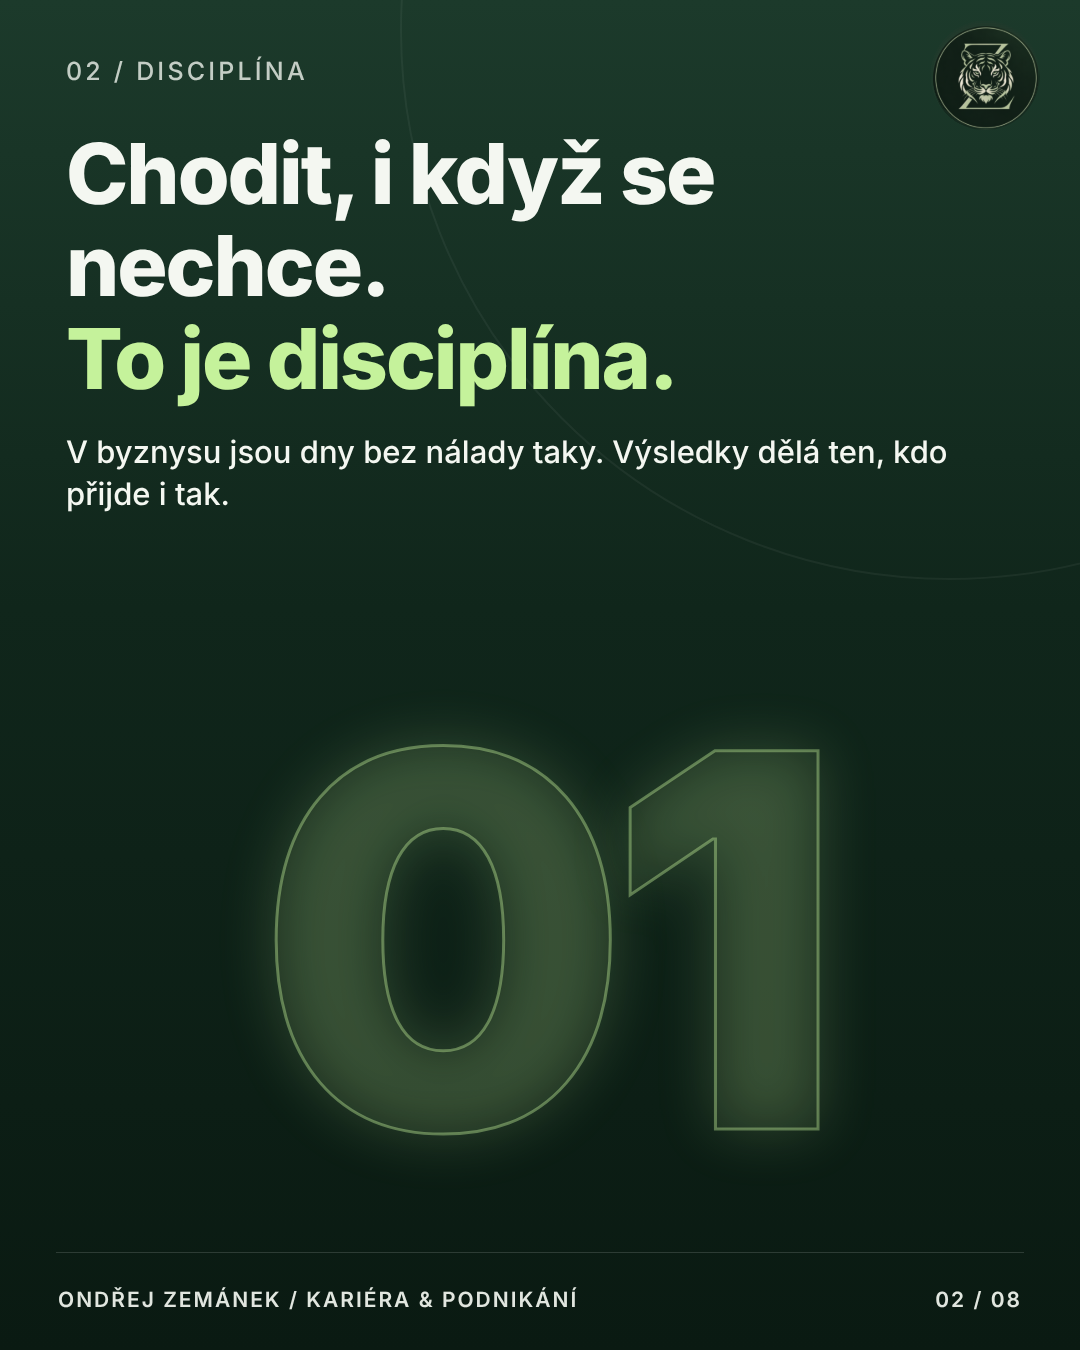 02 / DISCIPLÍNA
Chodit, i když se
nechce.
To je disciplína.
V byznysu jsou dny bez nálady taky. Výsledky dělá ten, kdo
přijde i tak.
01
ONDŘEJ ZEMÁNEK / KARIÉRA & PODNIKÁNÍ
02 / 08